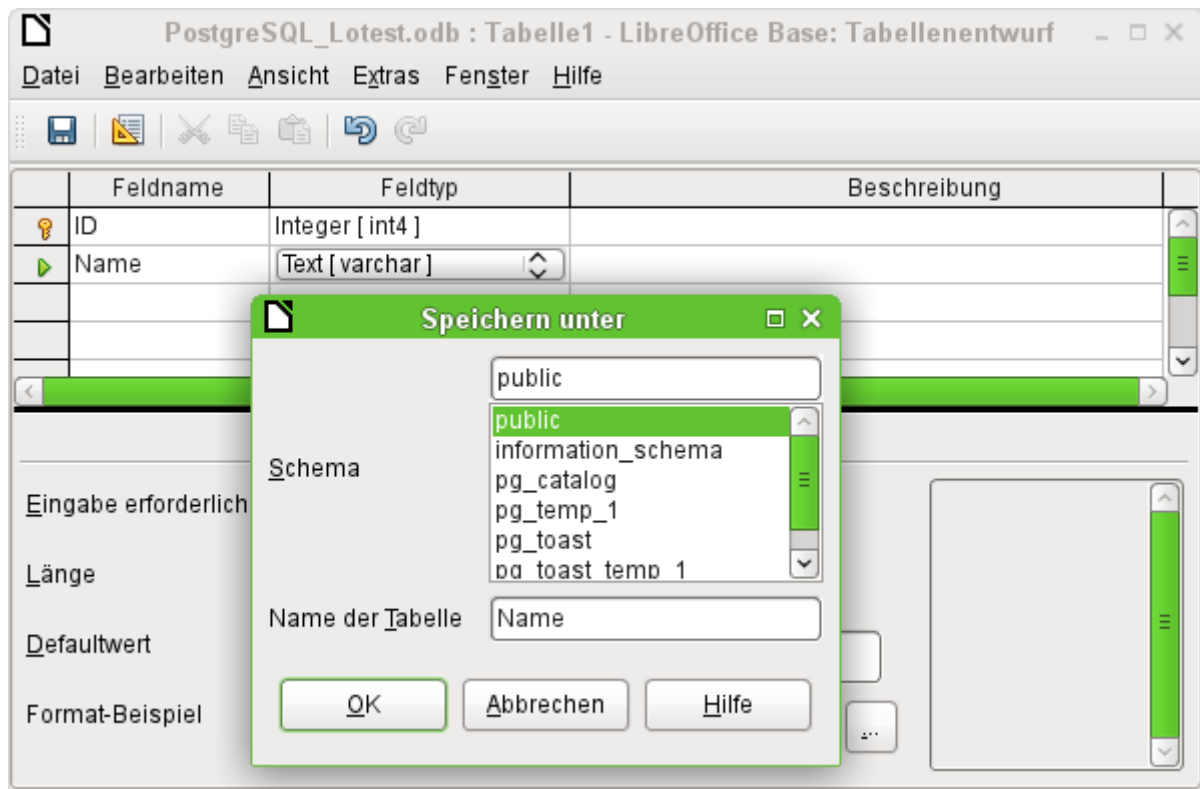 PostgreSQL_Lotest.odb : Tabelle1 - LibreOffice Base: Tabellenentwurf
Datei Bearbeiten Ansicht Extras Fenster Hilfe
Feldname Feldtyp Beschreibung
ID Integer [ int4 ]
Name Text [ varchar ]
Speichern unter
public
Schema
public
information_schema
pg_catalog
pg_temp_1
pg_toast
pg_toast_temp_1
Name der Tabelle Name
OK Abbrechen Hilfe
Eingabe erforderlich
Länge
Defaultwert
Format-Beispiel
...